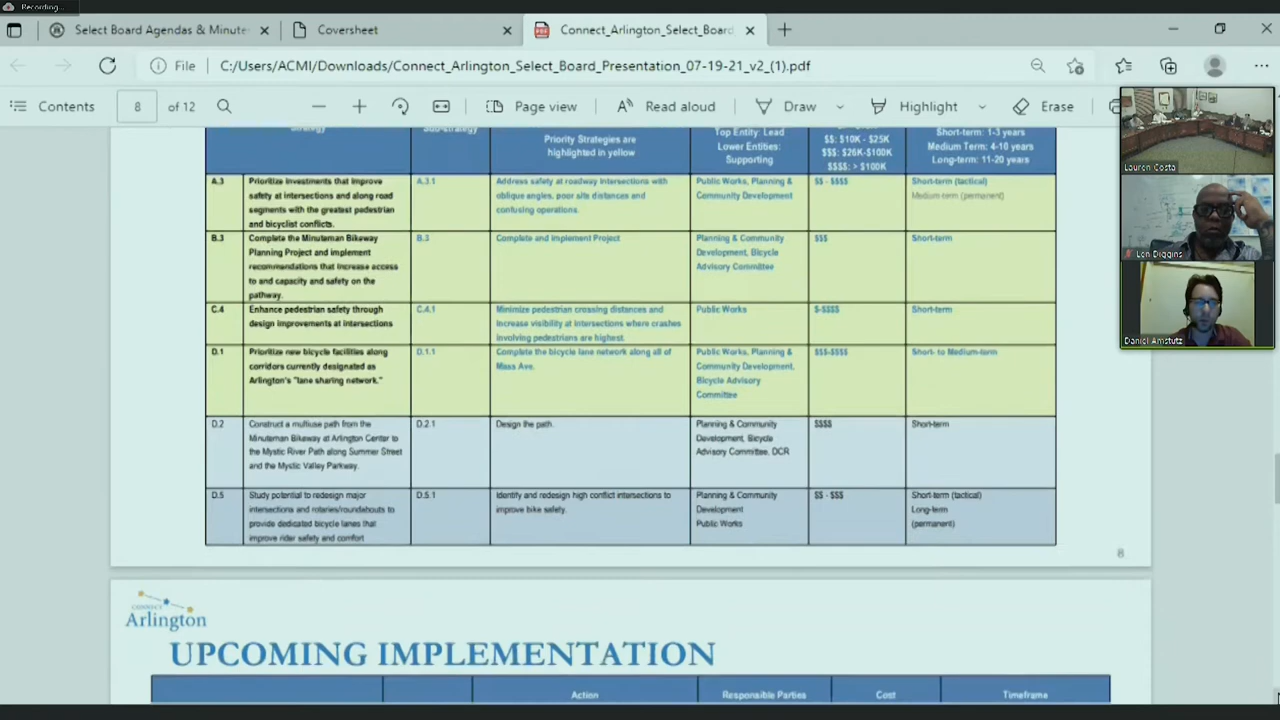 Recording...
Select Board Agendas & Minute
Coversheet
Connect_Arlington_Select_Board
File
C:/Users/ACMI/Downloads/Connect_Arlington_Select_Board_Presentation_07-19-21_v2_(1).pdf
Contents
8
of 12
Page view
Read aloud
Draw
Highlight
Erase
Strategy
Sub-strategy
Priority Strategies are
highlighted in yellow
Top Entity: Lead
Lower Entities:
Supporting
$$: $10K - $25K
$$$: $26K-$100K
$$$$: > $100K
Short-term: 1-3 years
Medium Term: 4-10 years
Long-term: 11-20 years
A.3
Prioritize investments that improve
safety at intersections and along road
segments with the greatest pedestrian
and bicyclist conflicts.
A.3.1
Address safety at roadway intersections with
oblique angles, poor site distances and
confusing operations.
Public Works, Planning &
Community Development
$$ - $$$$
Short-term (tactical)
Medium-term (permanent)
B.3
Complete the Minuteman Bikeway
Planning Project and implement
recommendations that increase access
to and capacity and safety on the
pathway.
B.3
Complete and Implement Project
Planning & Community
Development, Bicycle
Advisory Committee
$$$
Short-term
C.4
Enhance pedestrian safety through
design improvements at intersections
C.4.1
Minimize pedestrian crossing distances and
increase visibility at intersections where crashes
involving pedestrians are highest.
Public Works
$-$$$$
Short-term
D.1
Prioritize new bicycle facilities along
corridors currently designated as
Arlington's "lane sharing network."
D.1.1
Complete the bicycle lane network along all of
Mass Ave.
Public Works, Planning &
Community Development,
Bicycle Advisory
Committee
$$$-$$$$
Short- to Medium-term
D.2
Construct a multiuse path from the
Minuteman Bikeway at Arlington Center to
the Mystic River Path along Summer Street
and the Mystic Valley Parkway.
D.2.1
Design the path.
Planning & Community
Development, Bicycle
Advisory Committee, DCR
$$$$
Short-term
D.5
Study potential to redesign major
intersections and rotaries/roundabouts to
provide dedicated bicycle lanes that
improve rider safety and comfort
D.5.1
Identify and redesign high conflict intersections to
improve bike safety.
Planning & Community
Development
Public Works
$$ - $$$
Short-term (tactical)
Long-term
(permanent)
8
CONNECT
Arlington
UPCOMING IMPLEMENTATION
Action
Responsible Parties
Cost
Timeframe
Lauren Costa
Len Diggins
Daniel Amstutz